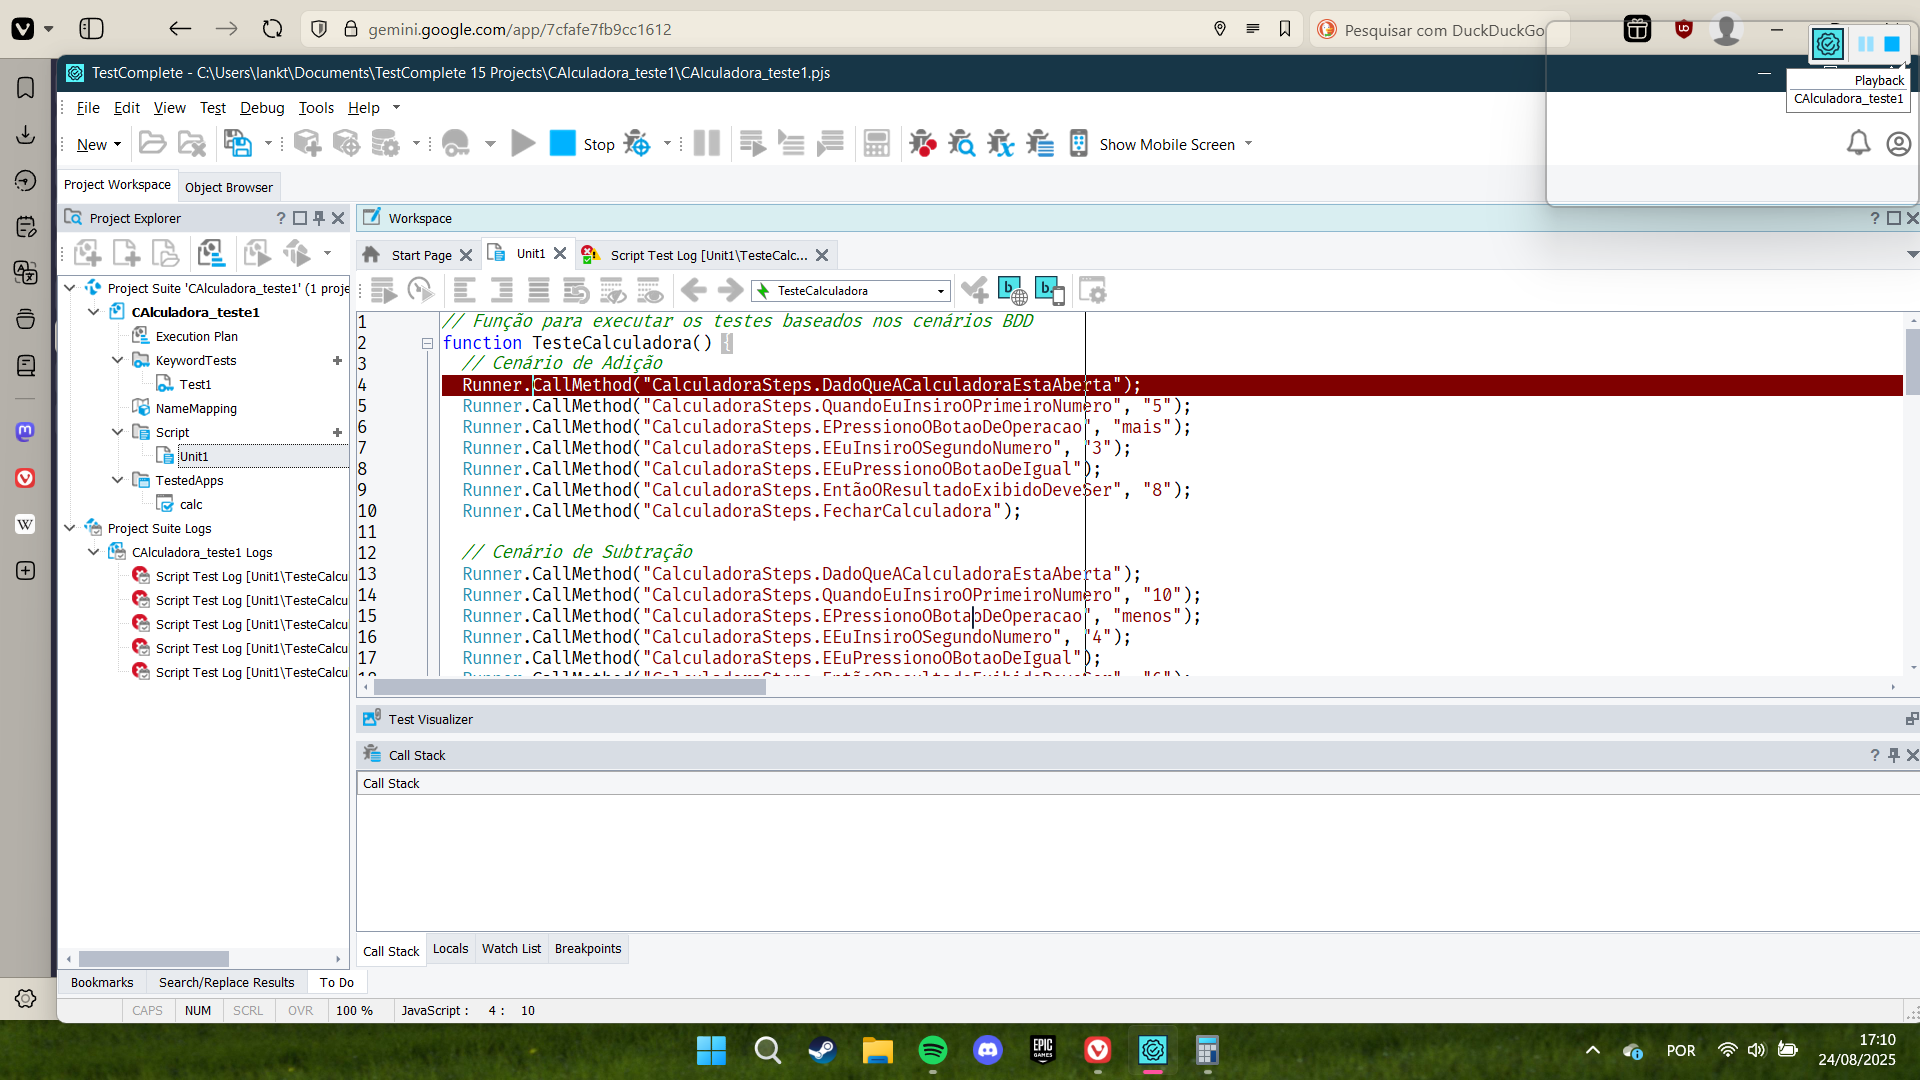 gemini.google.com/app/7cfafe7fb9cc1612
Pesquisar com DuckDuckGo
TestComplete - C:\Users\lankt\Documents\TestComplete 15 Projects\CAlculadora_teste1\CAlculadora_teste1.pjs
Playback
CAlculadora_teste1
File Edit View Test Debug Tools Help
New Stop Show Mobile Screen
Project Workspace Object Browser
Project Explorer
Workspace
Start Page Unit1 Script Test Log [Unit1\TesteCalc...
TesteCalculadora
Project Suite 'CAlculadora_teste1' (1 proje
CAlculadora_teste1
Execution Plan
KeywordTests
Test1
NameMapping
Script
Unit1
TestedApps
calc
Project Suite Logs
CAlculadora_teste1 Logs
Script Test Log [Unit1\TesteCalcu
Script Test Log [Unit1\TesteCalcu
Script Test Log [Unit1\TesteCalcu
Script Test Log [Unit1\TesteCalcu
Script Test Log [Unit1\TesteCalcu
1 // Função para executar os testes baseados nos cenários BDD
2 function TesteCalculadora() {
3 // Cenário de Adição
4 Runner.CallMethod("CalculadoraSteps.DadoQueACalculadoraEstaAberta");
5 Runner.CallMethod("CalculadoraSteps.QuandoEuInsiroOPrimeiroNumero", "5");
6 Runner.CallMethod("CalculadoraSteps.EPressionoOBotaoDeOperacao", "mais");
7 Runner.CallMethod("CalculadoraSteps.EEuInsiroOSegundoNumero", "3");
8 Runner.CallMethod("CalculadoraSteps.EEuPressionoOBotaoDeIgual");
9 Runner.CallMethod("CalculadoraSteps.EntãoOResultadoExibidoDeveSer", "8");
10 Runner.CallMethod("CalculadoraSteps.FecharCalculadora");
11
12 // Cenário de Subtração
13 Runner.CallMethod("CalculadoraSteps.DadoQueACalculadoraEstaAberta");
14 Runner.CallMethod("CalculadoraSteps.QuandoEuInsiroOPrimeiroNumero", "10");
15 Runner.CallMethod("CalculadoraSteps.EPressionoOBotaoDeOperacao", "menos");
16 Runner.CallMethod("CalculadoraSteps.EEuInsiroOSegundoNumero", "4");
17 Runner.CallMethod("CalculadoraSteps.EEuPressionoOBotaoDeIgual");
18 Runner.CallMethod("CalculadoraSteps.EntãoOResultadoExibidoDeveSer", "6");
Test Visualizer
Call Stack
Call Stack
Call Stack Locals Watch List Breakpoints
Bookmarks Search/Replace Results To Do
CAPS NUM SCRL OVR 100 % JavaScript : 4 : 10
EPIC GAMES
POR
17:10
24/08/2025